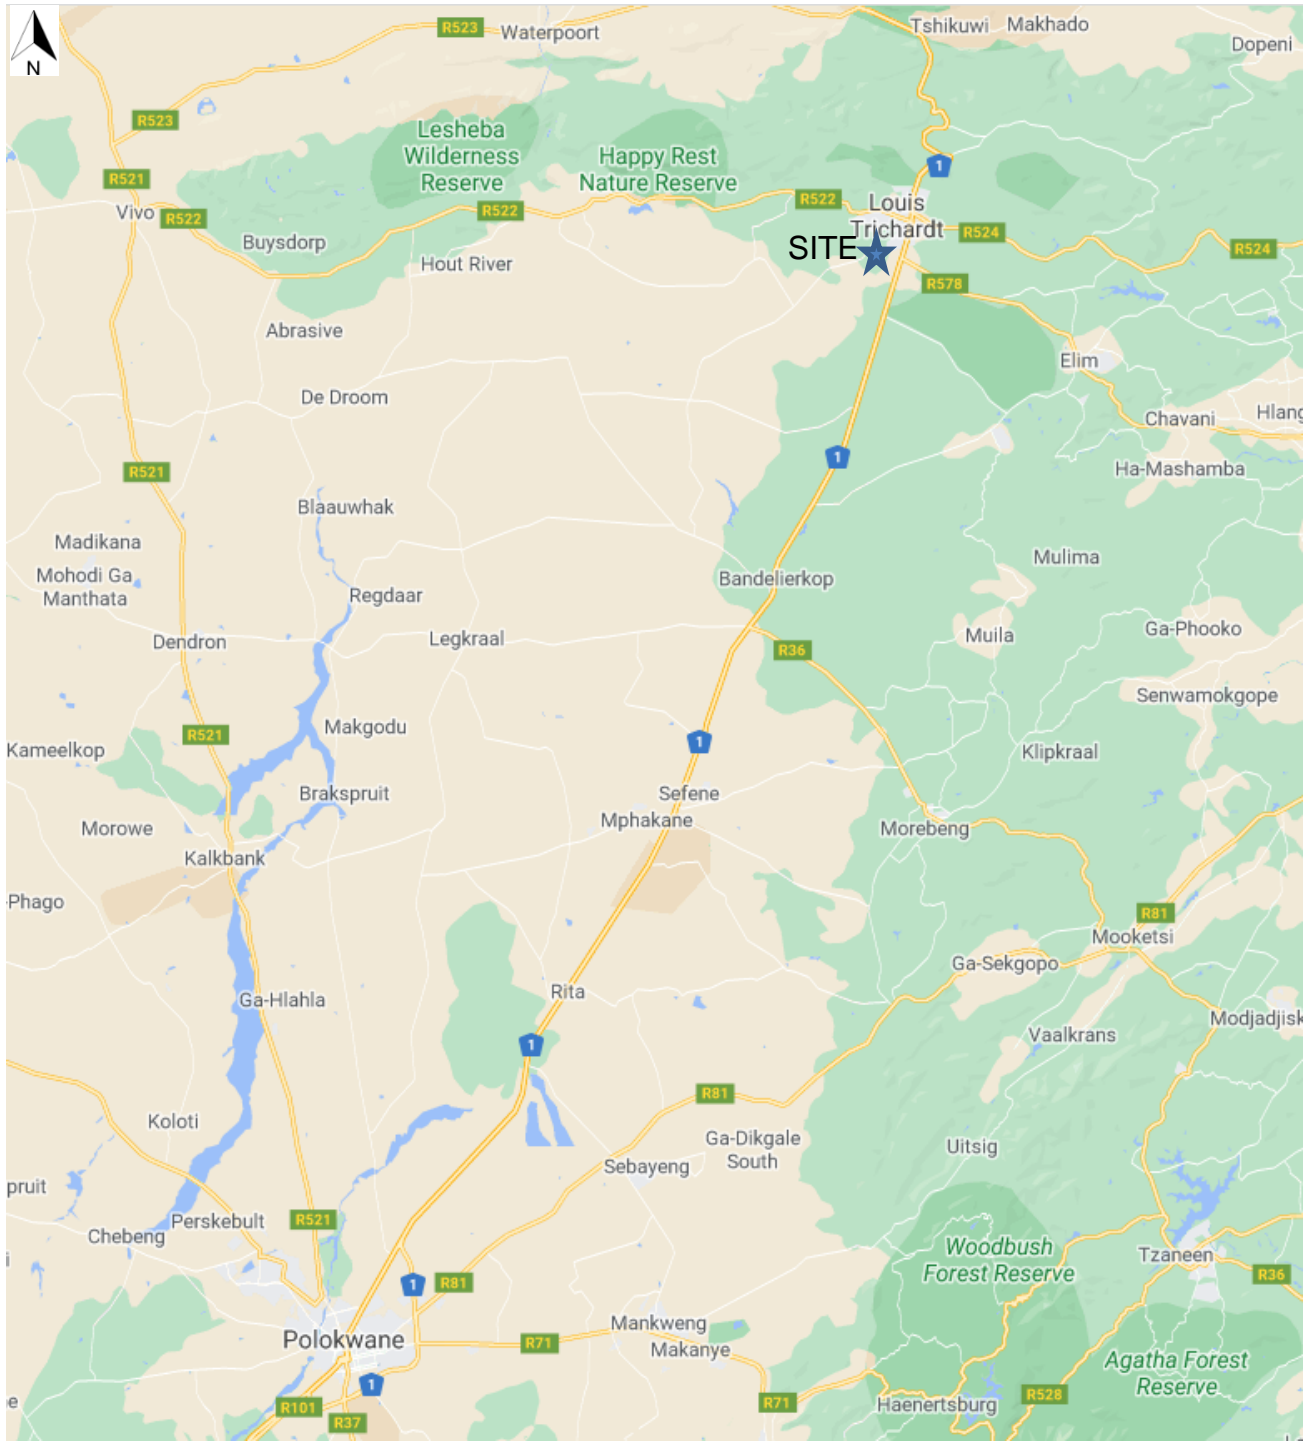 R523
Waterpoort
Tshikuwi
Makhado
Dopeni
N
R523
Lesheba
Wilderness
Reserve
Happy Rest
Nature Reserve
1
R521
Vivo
R522
R522
R522
Louis
Trichardt
R524
R524
Buysdorp
SITE
Hout River
R578
Abrasive
Elim
De Droom
Chavani
Hlang
1
R521
Ha-Mashamba
Blaauwhak
Madikana
Mulima
Mohodi Ga
Manthata
Bandelierkop
Regdaar
Dendron
Legkraal
R36
Muila
Ga-Phooko
Senwamokgope
Makgodu
R521
1
Kameelkop
Klipkraal
Brakspruit
Sefene
Mphakane
Morowe
Morebeng
Kalkbank
-Phago
R81
Mooketsi
Ga-Sekgopo
Rita
Ga-Hlahla
Modjadjisk
Vaalkrans
1
R81
Koloti
Ga-Dikgale
South
Uitsig
Sebayeng
pruit
Perskebult
R521
Chebeng
Woodbush
Forest Reserve
Tzaneen
R36
1
R81
Polokwane
R71
Mankweng
Makanye
Agatha Forest
Reserve
1
R101
R37
R71
Haenertsburg
R528